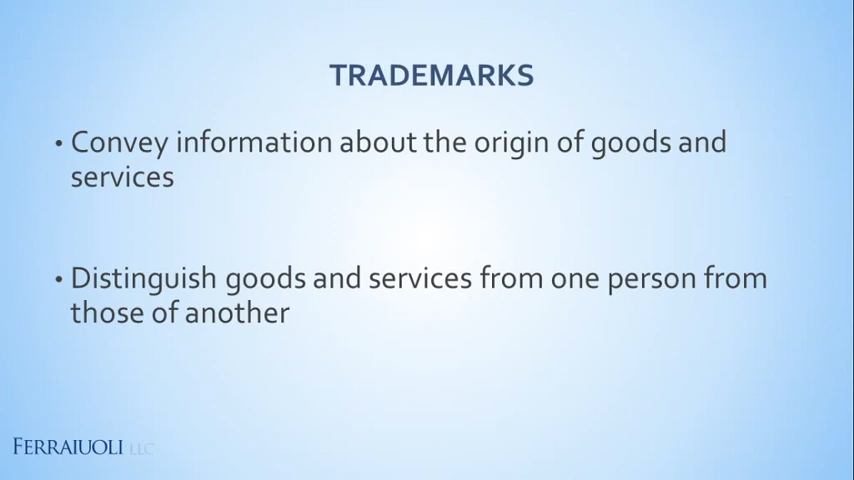 TRADEMARKS
• Convey information about the origin of goods and
services
• Distinguish goods and services from one person from
those of another
FERRAIUOLI LLC